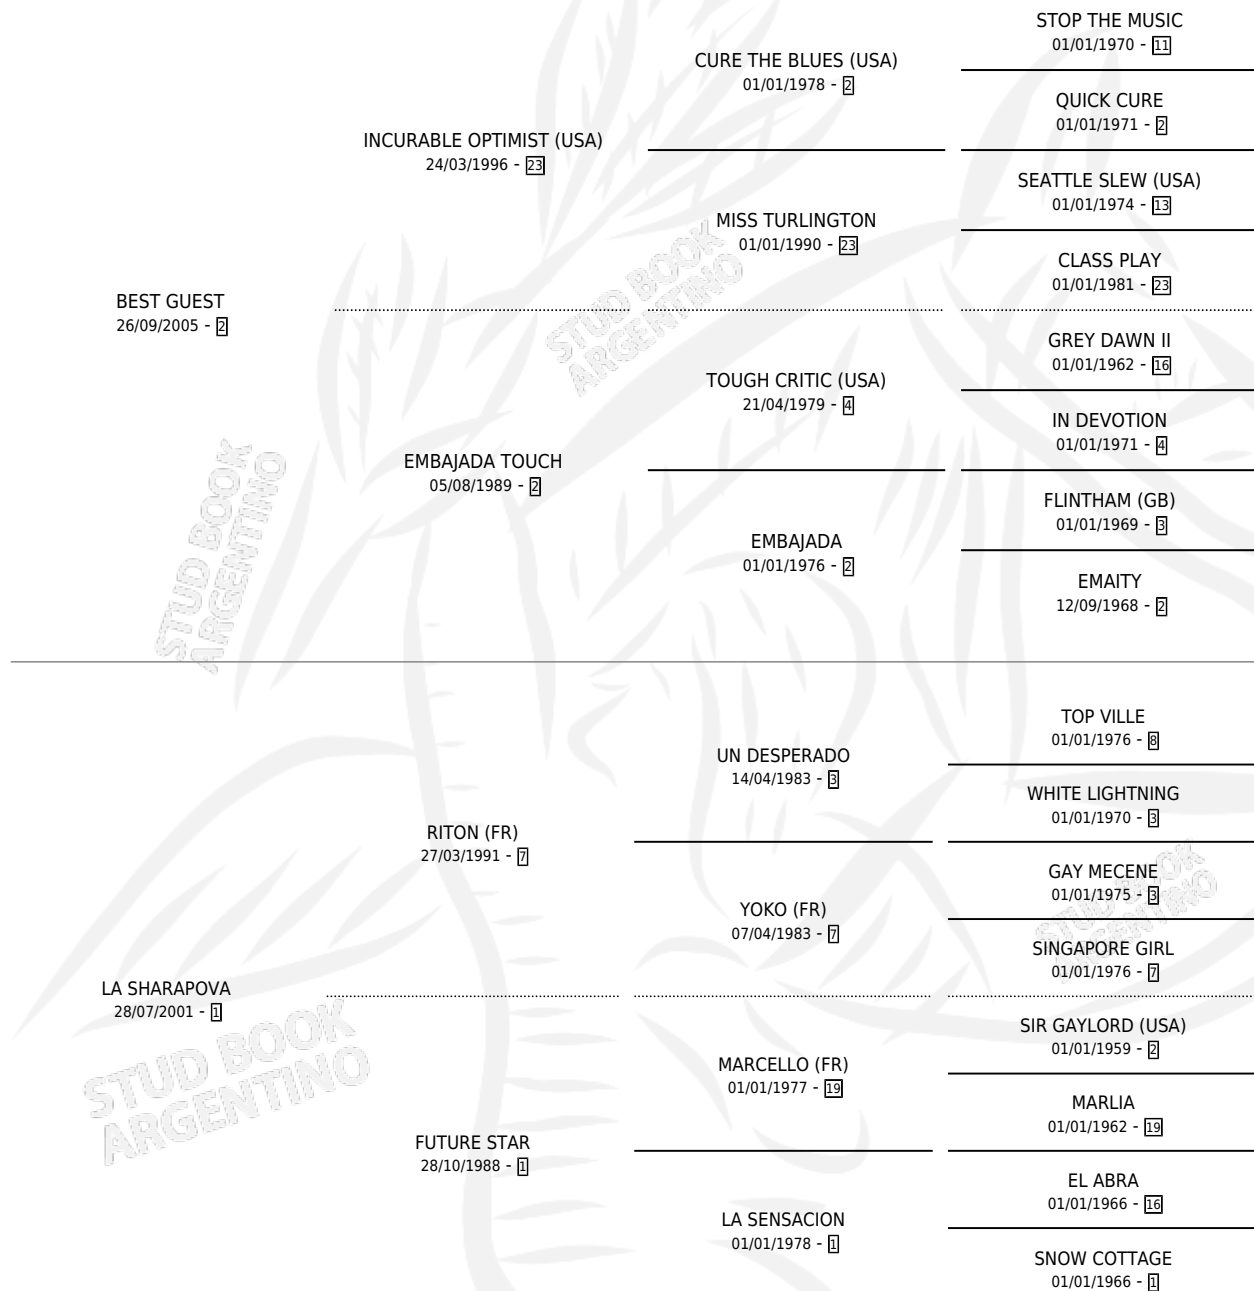 STOP THE MUSIC
01/01/1970 - 11
CURE THE BLUES (USA)
01/01/1978 - 2
QUICK CURE
01/01/1971 - 2
INCURABLE OPTIMIST (USA)
24/03/1996 - 23
SEATTLE SLEW (USA)
01/01/1974 - 13
MISS TURLINGTON
01/01/1990 - 23
CLASS PLAY
01/01/1981 - 23
BEST GUEST
26/09/2005 - 2
GREY DAWN II
01/01/1962 - 16
TOUGH CRITIC (USA)
21/04/1979 - 4
IN DEVOTION
01/01/1971 - 4
EMBAJADA TOUCH
05/08/1989 - 2
FLINTHAM (GB)
01/01/1969 - 3
EMBAJADA
01/01/1976 - 2
EMAITY
12/09/1968 - 2
TOP VILLE
01/01/1976 - 8
UN DESPERADO
14/04/1983 - 3
WHITE LIGHTNING
01/01/1970 - 3
RITON (FR)
27/03/1991 - 7
GAY MECENE
01/01/1975 - 3
YOKO (FR)
07/04/1983 - 7
SINGAPORE GIRL
01/01/1976 - 7
LA SHARAPOVA
28/07/2001 - 1
SIR GAYLORD (USA)
01/01/1959 - 2
MARCELLO (FR)
01/01/1977 - 19
MARLIA
01/01/1962 - 19
FUTURE STAR
28/10/1988 - 1
EL ABRA
01/01/1966 - 16
LA SENSACION
01/01/1978 - 1
SNOW COTTAGE
01/01/1966 - 1
STUD BOOK
ARGENTINO
STUD BOOK
ARGENTINO
STUD BOOK
ARGENTINO
STUD BOOK
ARGENTINO